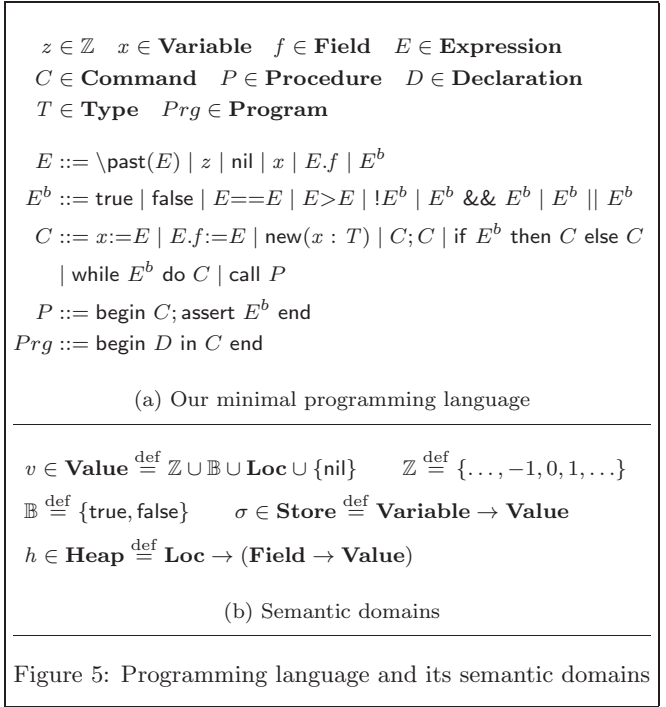 z ∈ ℤ x ∈ Variable f ∈ Field E ∈ Expression
C ∈ Command P ∈ Procedure D ∈ Declaration
T ∈ Type Prg ∈ Program
E ::= \past(E) | z | nil | x | E.f | E^b
E^b ::= true | false | E==E | E>E | !E^b | E^b && E^b | E^b || E^b
C ::= x:=E | E.f:=E | new(x : T) | C; C | if E^b then C else C
| while E^b do C | call P
P ::= begin C; assert E^b end
Prg ::= begin D in C end
(a) Our minimal programming language
v ∈ Value ≝ ℤ ∪ 𝔹 ∪ Loc ∪ {nil} ℤ ≝ {..., −1, 0, 1, ...}
𝔹 ≝ {true, false} σ ∈ Store ≝ Variable → Value
h ∈ Heap ≝ Loc → (Field → Value)
(b) Semantic domains
Figure 5: Programming language and its semantic domains